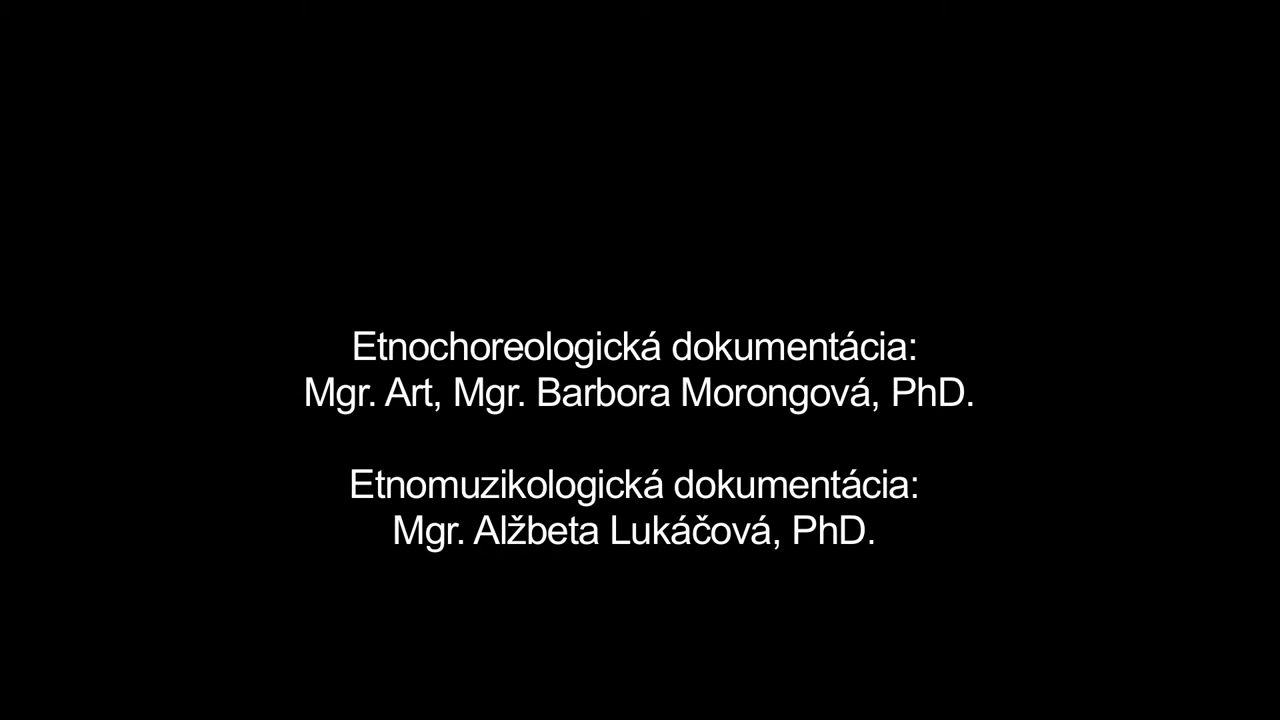 Etnochoreologická dokumentácia:
Mgr. Art, Mgr. Barbora Morongová, PhD.
Etnomuzikologická dokumentácia:
Mgr. Alžbeta Lukáčová, PhD.